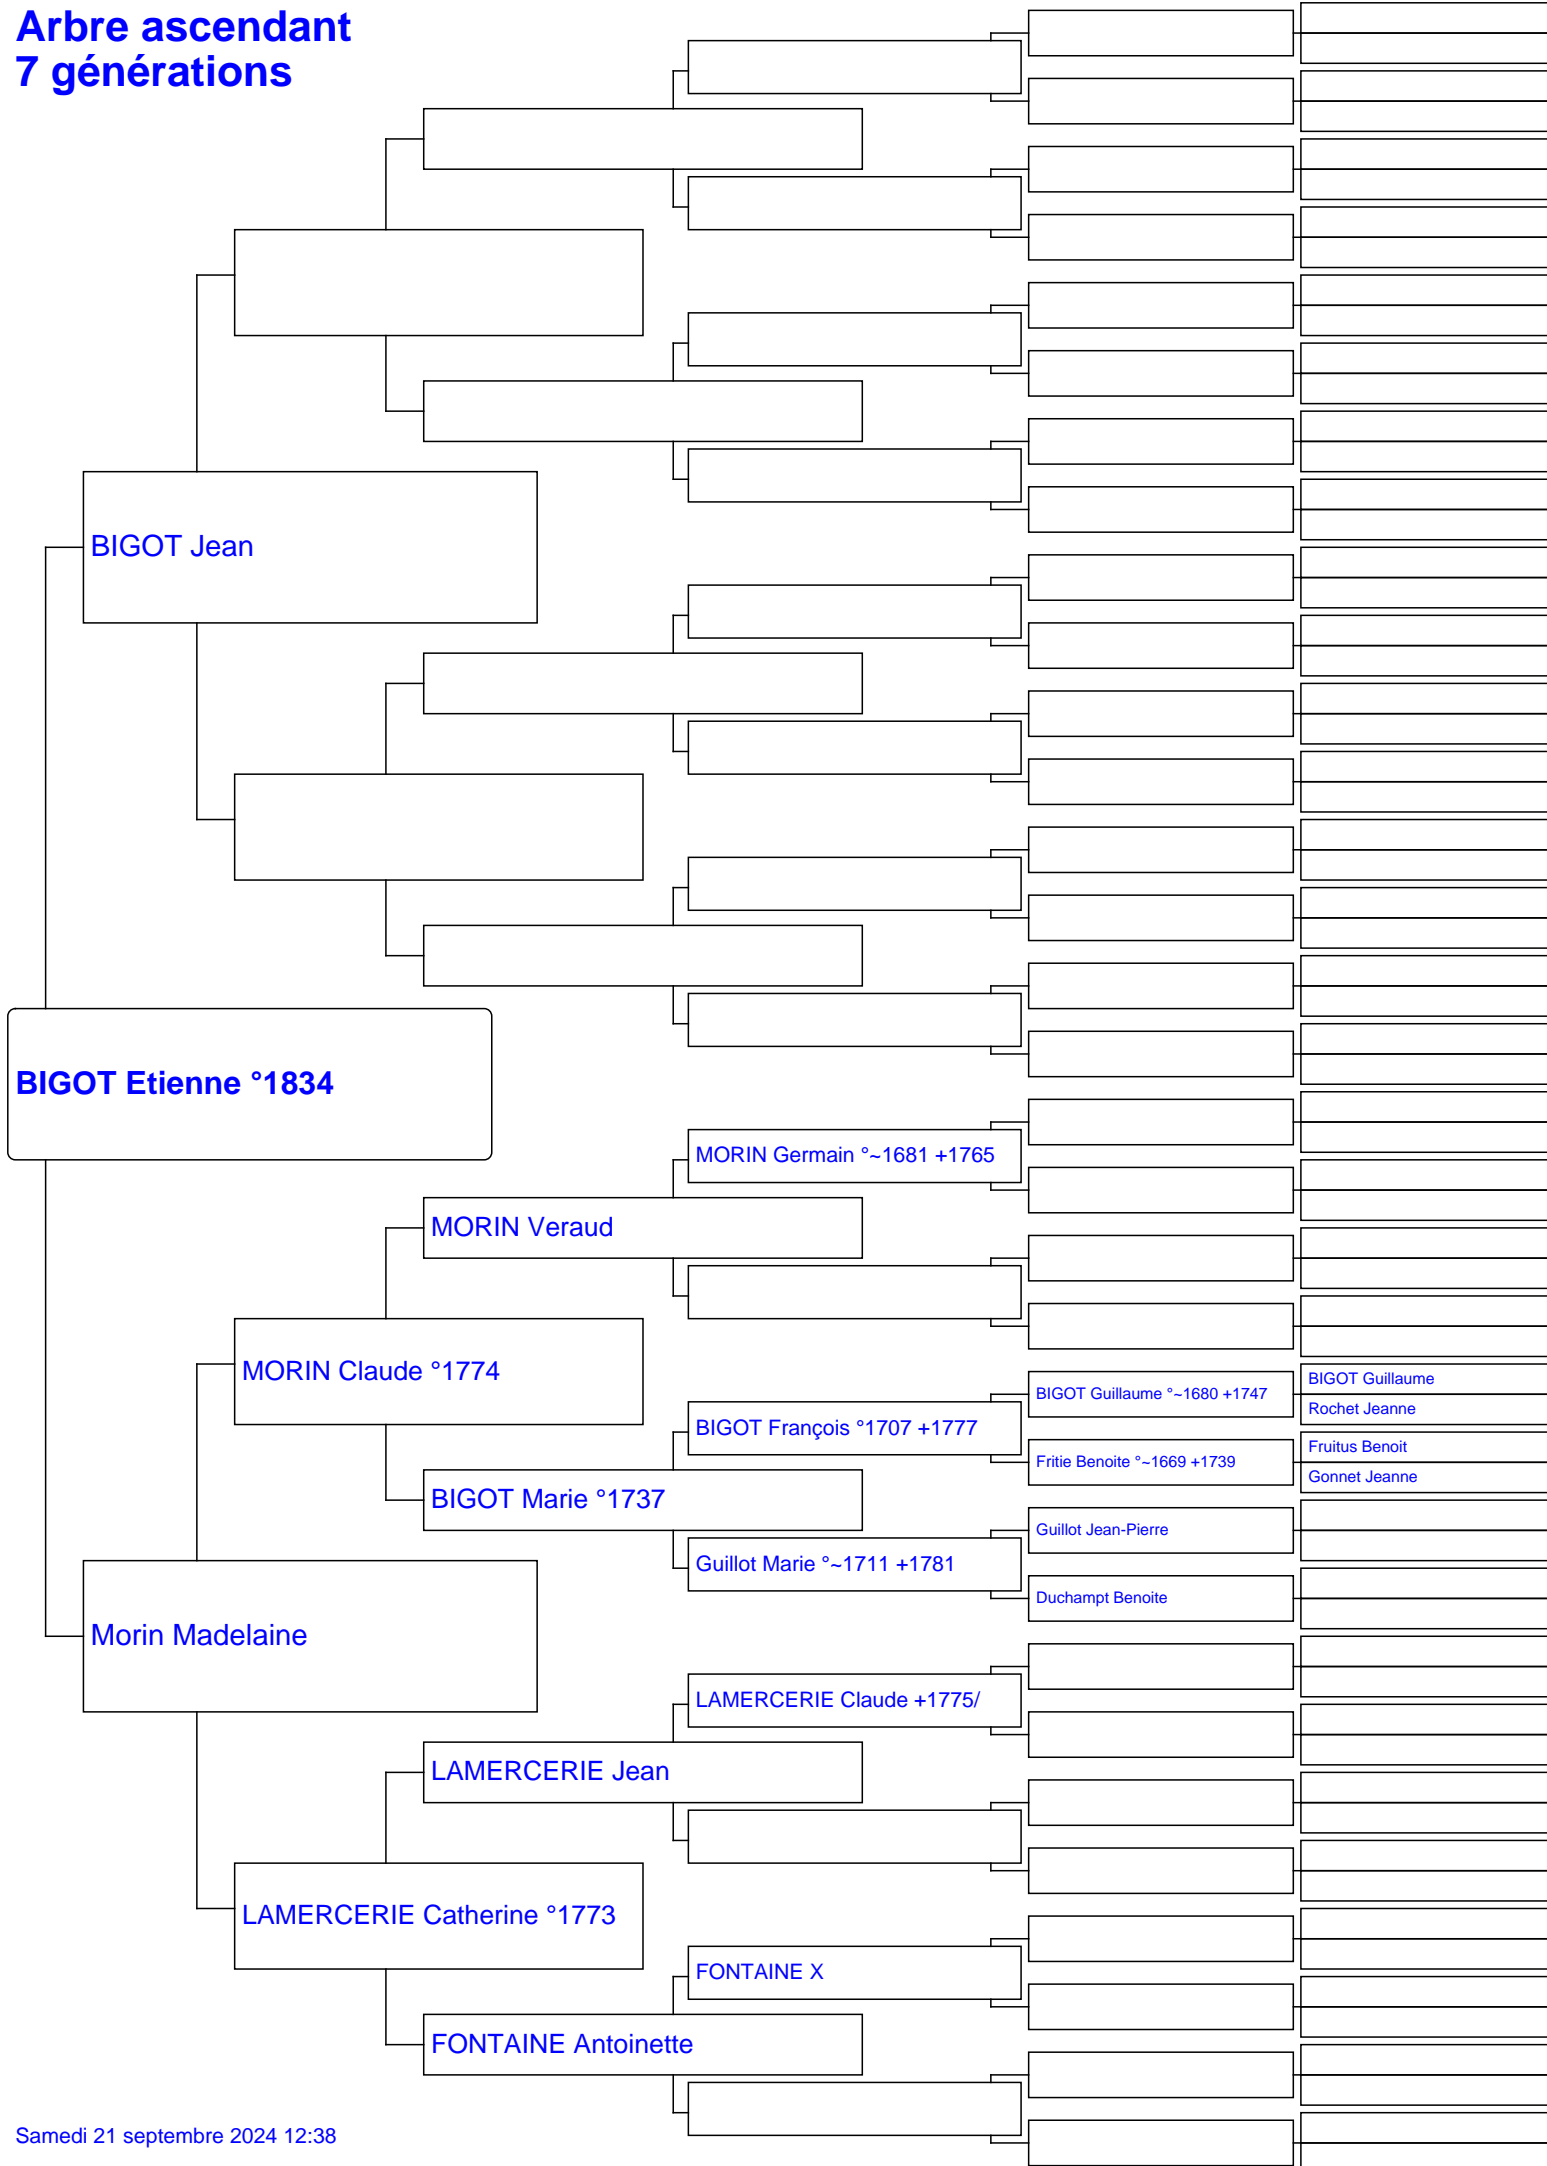 Arbre ascendant
7 générations
BIGOT Jean
BIGOT Etienne °1834
MORIN Germain °~1681 +1765
MORIN Veraud
MORIN Claude °1774
BIGOT Guillaume °~1680 +1747
BIGOT Guillaume
Rochet Jeanne
BIGOT François °1707 +1777
Fritie Benoite °~1669 +1739
Fruitus Benoit
Gonnet Jeanne
BIGOT Marie °1737
Guillot Jean-Pierre
Guillot Marie °~1711 +1781
Duchampt Benoite
Morin Madelaine
LAMERCERIE Claude +1775/
LAMERCERIE Jean
LAMERCERIE Catherine °1773
FONTAINE X
FONTAINE Antoinette
Samedi 21 septembre 2024 12:38